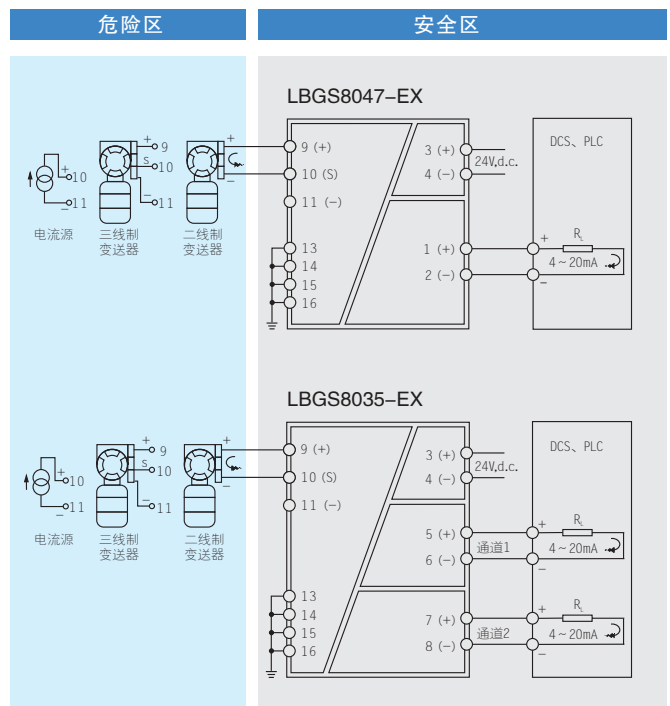 危险区
安全区
LBGS8047-EX
9 (+)
10 (S)
11 (-)
13
14
15
16
3 (+)
4 (-)
24V,d.c.
1 (+)
2 (-)
DCS、PLC
+
R_L
4~20mA
-
+
10
-
11
电流源
+
9
S
10
-
11
三线制
变送器
+
-
二线制
变送器
LBGS8035-EX
9 (+)
10 (S)
11 (-)
13
14
15
16
3 (+)
4 (-)
24V,d.c.
5 (+)
6 (-)
通道1
7 (+)
8 (-)
通道2
DCS、PLC
+
R_L
4~20mA
-
+
R_L
4~20mA
-
+
10
-
11
电流源
+
9
S
10
-
11
三线制
变送器
+
-
二线制
变送器